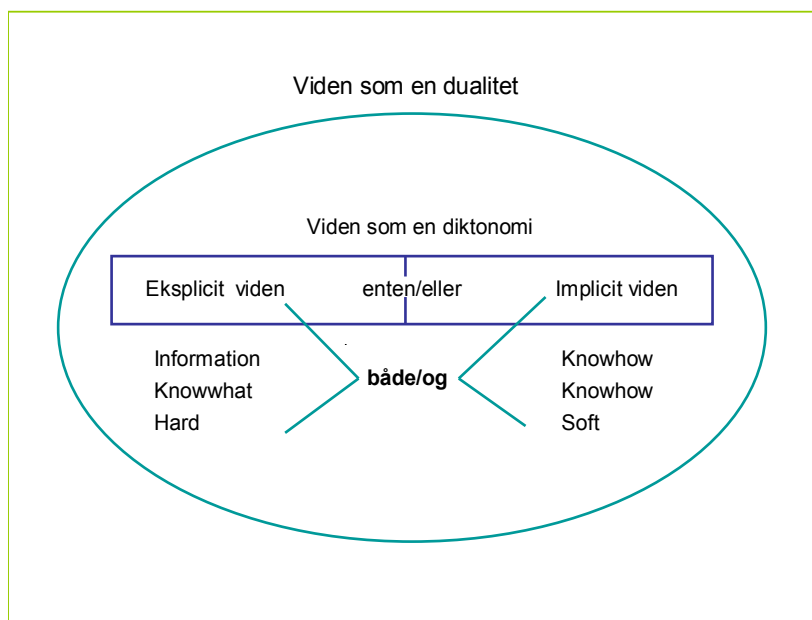 Viden som en dualitet
Viden som en diktonomi
Eksplicit viden enten/eller Implicit viden
Information Knowhow
både/og
Knowwhat Knowhow
Hard Soft